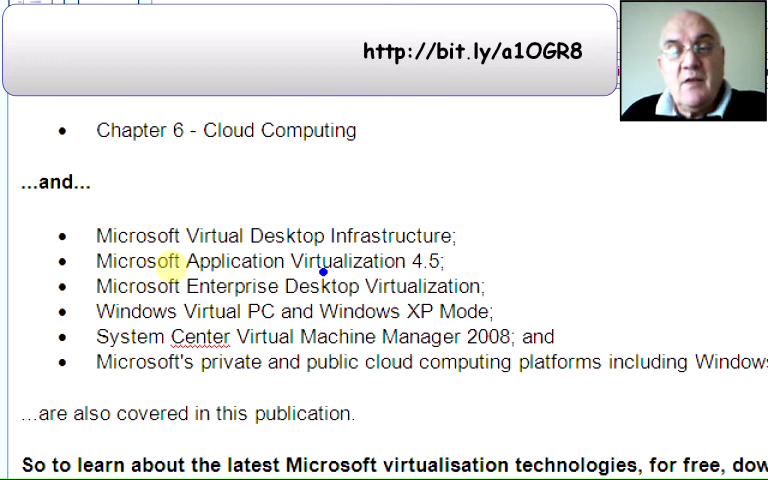 http://bit.ly/a1OGR8
Chapter 6 - Cloud Computing
...and...
Microsoft Virtual Desktop Infrastructure;
Microsoft Application Virtualization 4.5;
Microsoft Enterprise Desktop Virtualization;
Windows Virtual PC and Windows XP Mode;
System Center Virtual Machine Manager 2008; and
Microsoft's private and public cloud computing platforms including Windows
...are also covered in this publication.
So to learn about the latest Microsoft virtualisation technologies, for free, dow